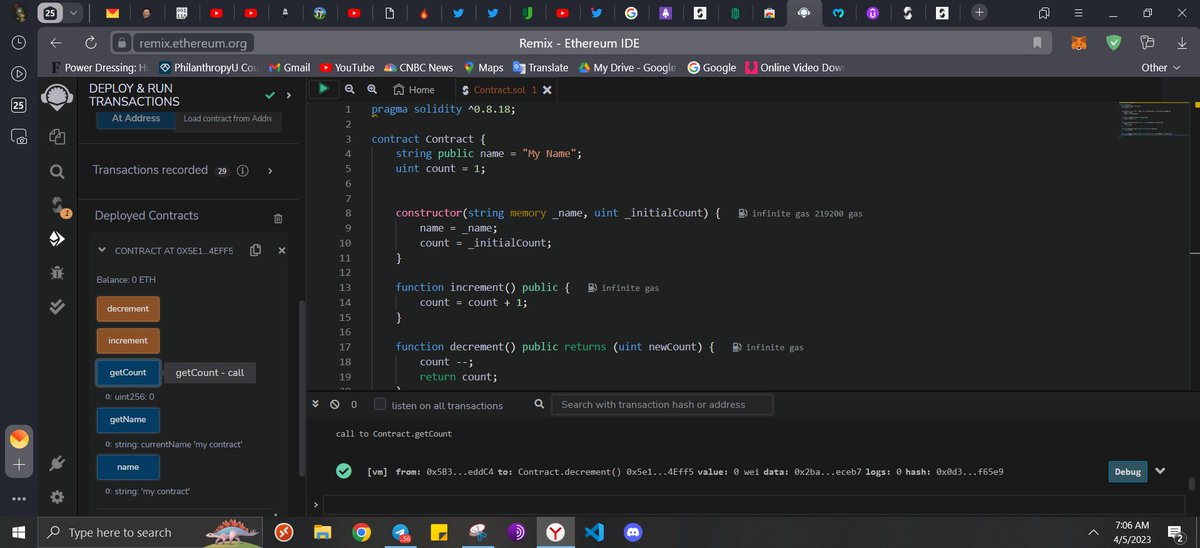 25
remix.ethereum.org
Remix - Ethereum IDE
Power Dressing: Hi
PhilanthropyU Cou
Gmail
YouTube
CNBC News
Maps
Translate
My Drive - Google
Google
Online Video Dow
Other
25
DEPLOY & RUN
TRANSACTIONS
At Address
Load contract from Addre
Transactions recorded 29
Deployed Contracts
CONTRACT AT 0X5E1...4EFF5
Balance: 0 ETH
decrement
increment
getCount
getCount - call
0: uint256: 0
getName
0: string: currentName 'my contract'
name
0: string: 'my contract'
1
Home
Contract.sol 1
1 pragma solidity ^0.8.18;
2
3 contract Contract {
4 string public name = "My Name";
5 uint count = 1;
6
7
8 constructor(string memory _name, uint _initialCount) { infinite gas 219200 gas
9 name = _name;
10 count = _initialCount;
11 }
12
13 function increment() public { infinite gas
14 count = count + 1;
15 }
16
17 function decrement() public returns (uint newCount) { infinite gas
18 count --;
19 return count;
0
listen on all transactions
Search with transaction hash or address
call to Contract.getCount
[vm] from: 0x5B3...eddC4 to: Contract.decrement() 0x5e1...4Eff5 value: 0 wei data: 0x2ba...eceb7 logs: 0 hash: 0x0d3...f65e9
Debug
>
Type here to search
56
7:06 AM
4/5/2023
2